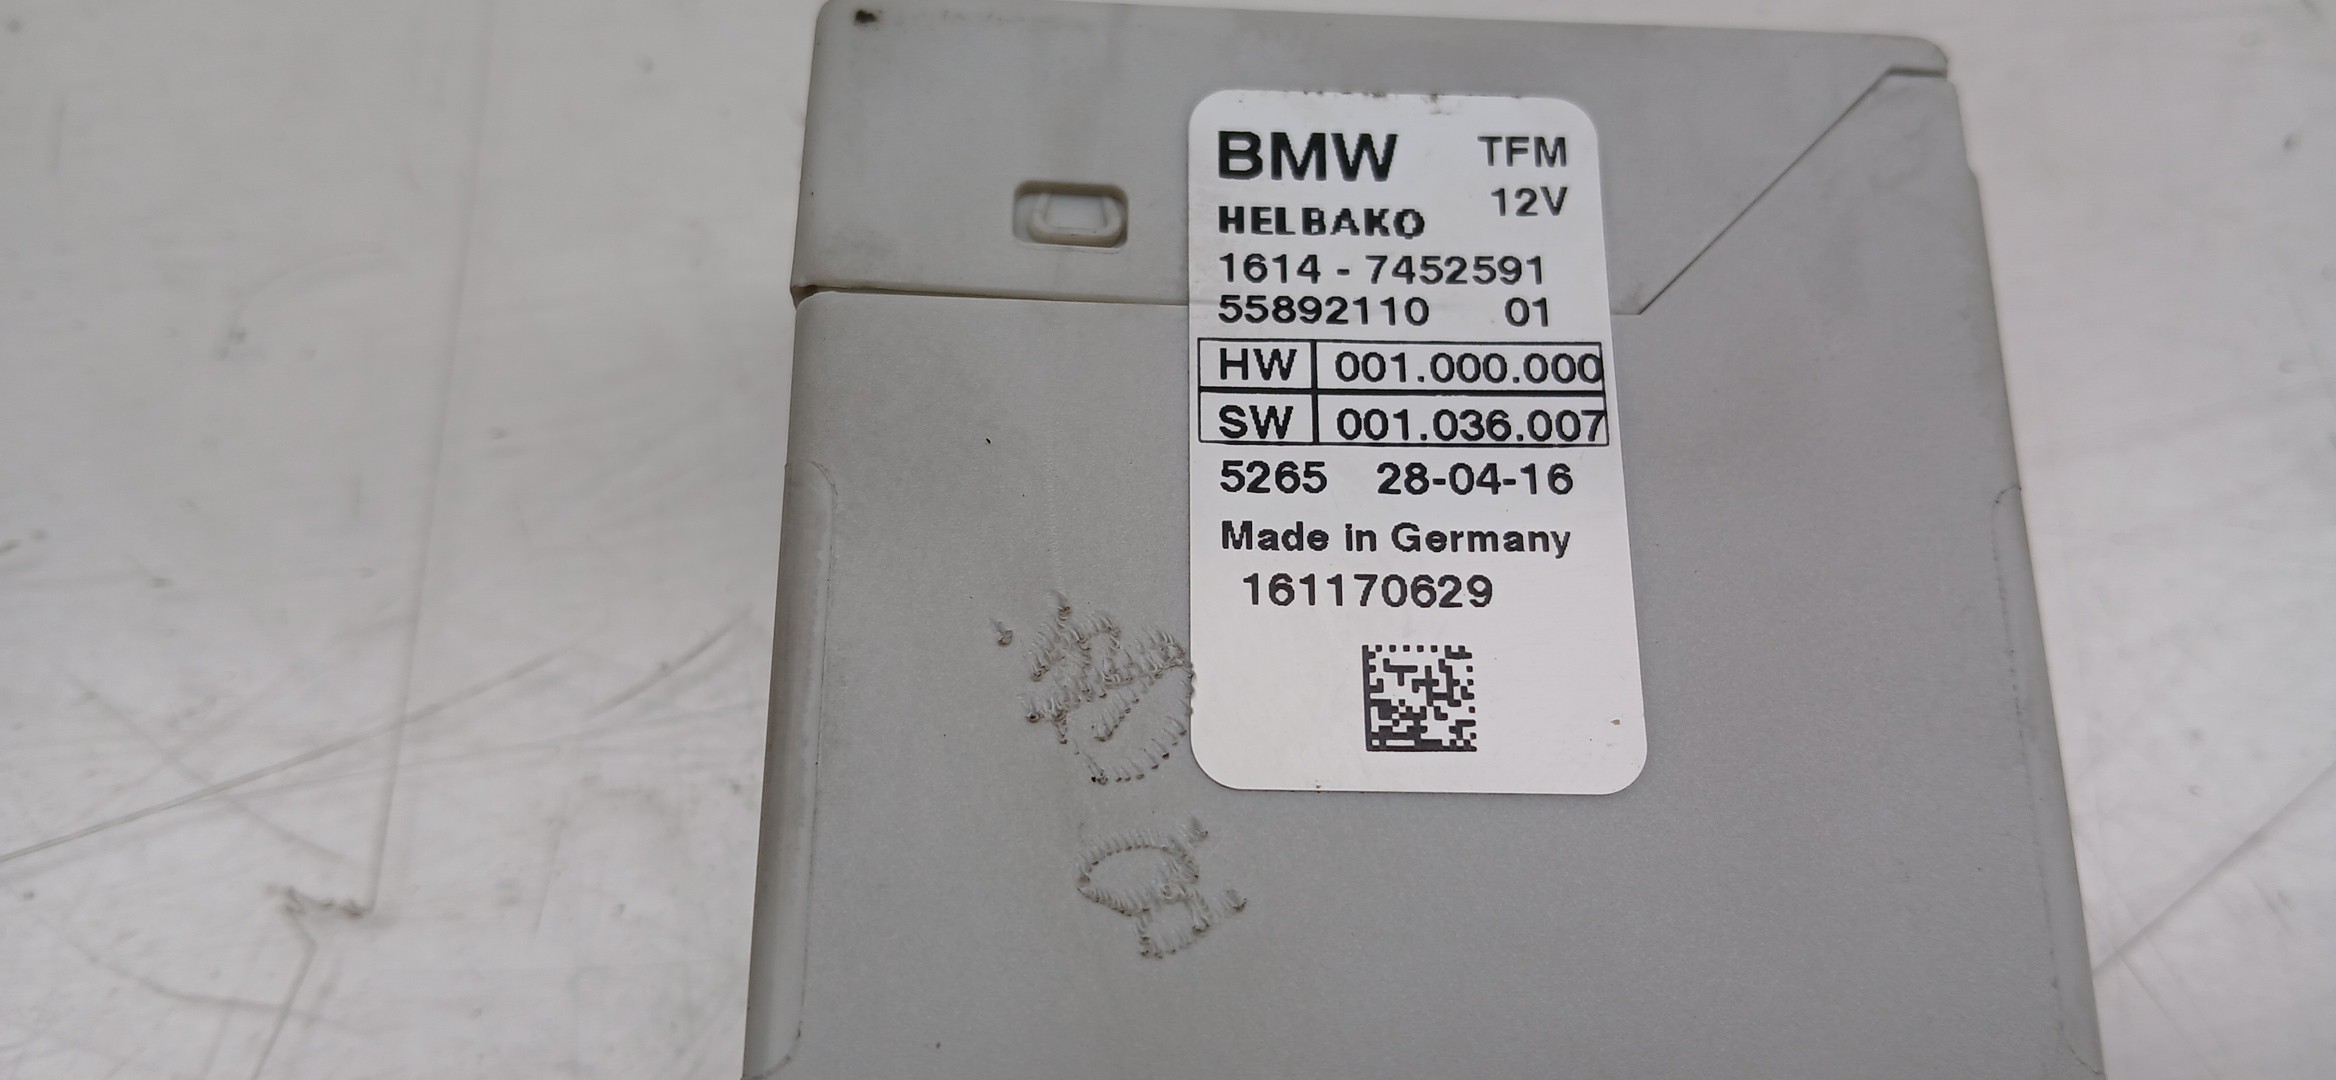 BMW TFM
12V
HELBAKO
1614 - 7452591
55892110 01
HW 001.000.000
SW 001.036.007
5265 28-04-16
Made in Germany
161170629